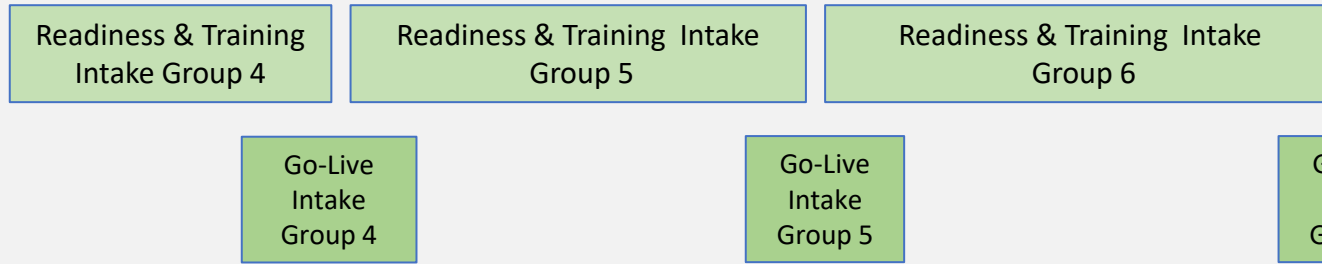 Readiness & Training
Intake Group 4
Readiness & Training Intake
Group 5
Readiness & Training Intake
Group 6
Go-Live
Intake
Group 4
Go-Live
Intake
Group 5